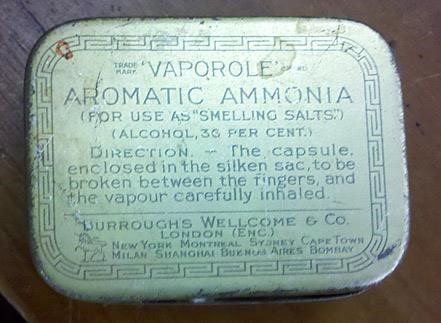 TRADE MARK 'VAPOROLE' RD
AROMATIC AMMONIA
(FOR USE AS "SMELLING SALTS")
(ALCOHOL, 36 PER CENT.)
DIRECTION. – The capsule,
enclosed in the silken sac, to be
broken between the fingers, and
the vapour carefully inhaled.
BURROUGHS WELLCOME & CO.
LONDON (ENG.)
NEW YORK MONTREAL SYDNEY CAPE TOWN
MILAN SHANGHAI BUENOS AIRES BOMBAY